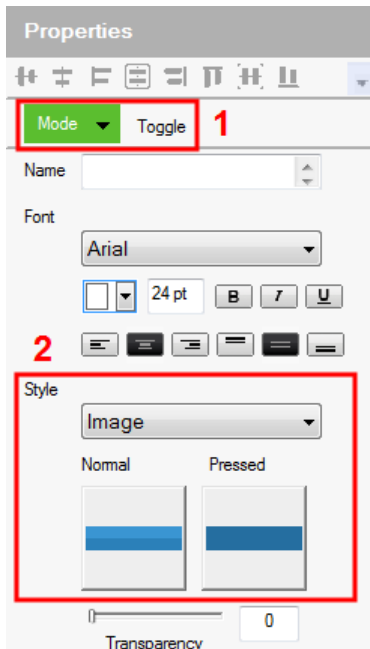 Properties
Mode Toggle 1
Name
Font
Arial
24 pt B I U
2
Style
Image
Normal Pressed
0
Transparency